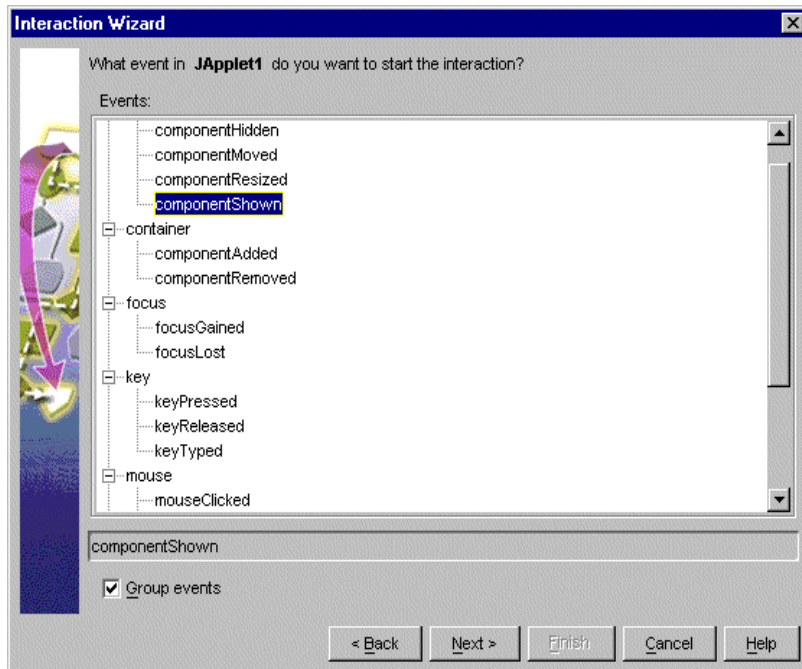 Interaction Wizard
What event in JApplet1 do you want to start the interaction?
Events:
componentHidden
componentMoved
componentResized
componentShown
container
componentAdded
componentRemoved
focus
focusGained
focusLost
key
keyPressed
keyReleased
keyTyped
mouse
mouseClicked
componentShown
Group events
< Back Next > Finish Cancel Help